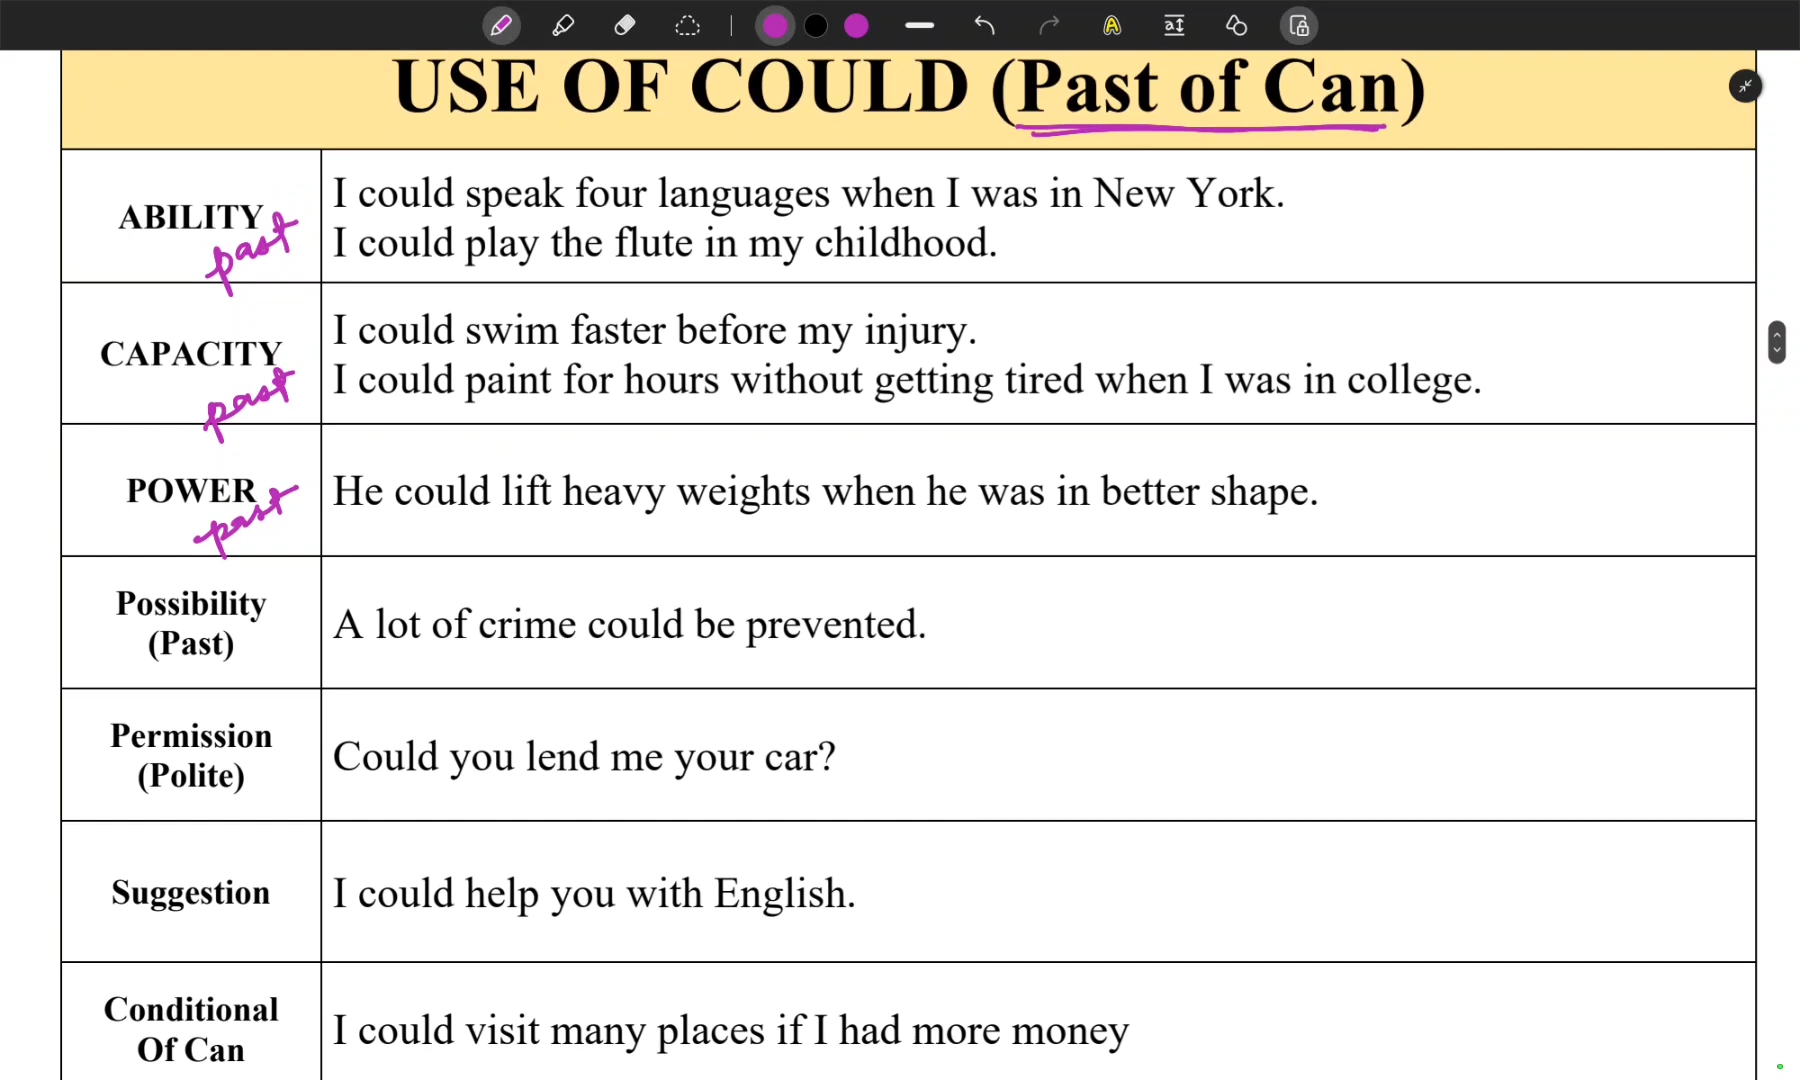 USE OF COULD (Past of Can)
ABILITY
past
I could speak four languages when I was in New York.
I could play the flute in my childhood.
CAPACITY
past
I could swim faster before my injury.
I could paint for hours without getting tired when I was in college.
POWER
past
He could lift heavy weights when he was in better shape.
Possibility
(Past)
A lot of crime could be prevented.
Permission
(Polite)
Could you lend me your car?
Suggestion
I could help you with English.
Conditional
Of Can
I could visit many places if I had more money